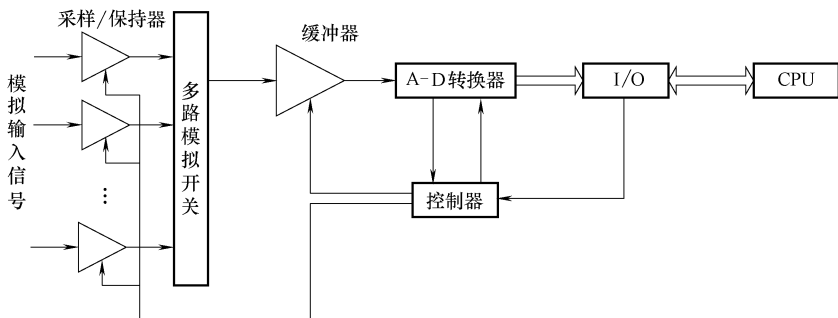 采样/保持器
模拟输入信号
多路模拟开关
缓冲器
A-D转换器
I/O
CPU
控制器